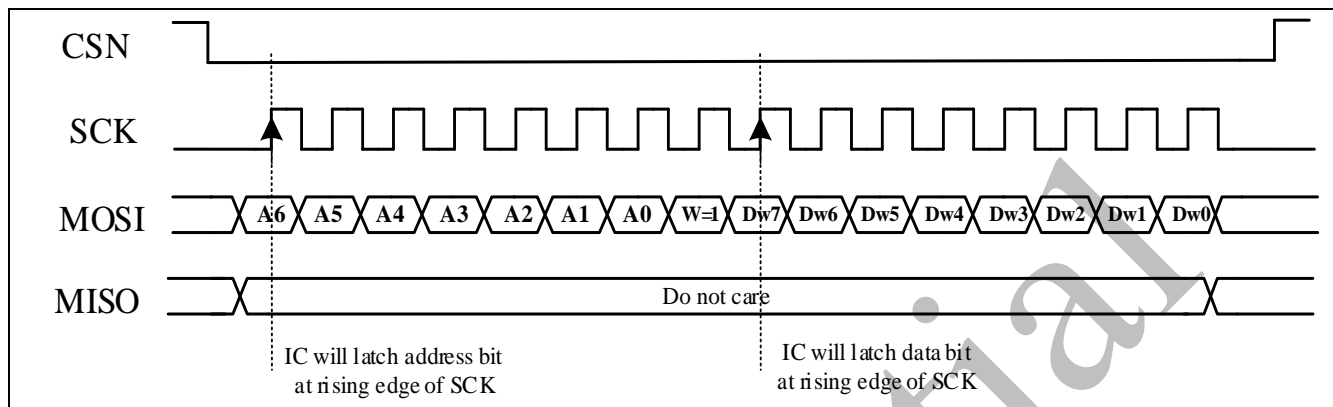 CSN
SCK
MOSI
A6 A5 A4 A3 A2 A1 A0 W=1 Dw7 Dw6 Dw5 Dw4 Dw3 Dw2 Dw1 Dw0
MISO
Do not care
IC will latch address bit
at rising edge of SCK
IC will latch data bit
at rising edge of SCK
tial